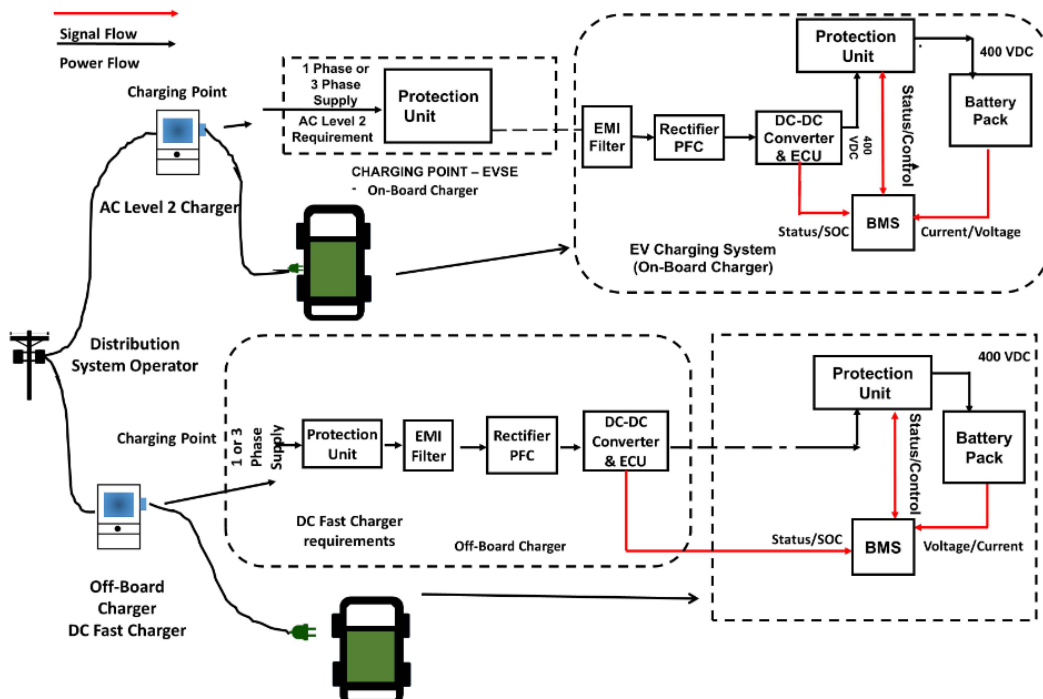 Signal Flow
Power Flow
Charging Point
AC Level 2 Charger
1 Phase or
3 Phase
Supply
AC Level 2
Requirement
Protection
Unit
CHARGING POINT – EVSE
- On-Board Charger
EMI
Filter
Rectifier
PFC
DC-DC
Converter
& ECU
400
VDC
Protection
Unit
400 VDC
Battery
Pack
Status/Control
BMS
Status/SOC
Current/Voltage
EV Charging System
(On-Board Charger)
Distribution
System Operator
Charging Point
Off-Board
Charger
DC Fast Charger
1 or 3
Phase
Supply
Protection
Unit
EMI
Filter
Rectifier
PFC
DC-DC
Converter
& ECU
DC Fast Charger
requirements
Off-Board Charger
400 VDC
Protection
Unit
Battery
Pack
Status/Control
Status/SOC
BMS
Voltage/Current